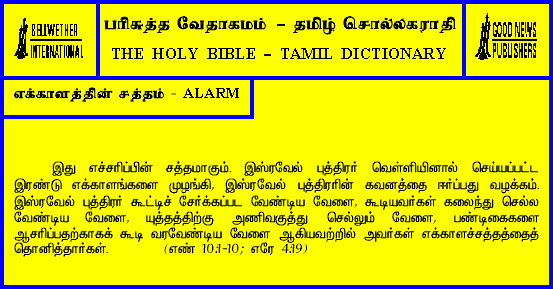 BELLWETHER
INTERNATIONAL
பரிசுத்த வேதாகமம் – தமிழ் சொல்லகராதி
THE HOLY BIBLE – TAMIL DICTIONARY
GOOD NEWS
PUBLISHERS
எக்காளத்தின் சத்தம் - ALARM
இது எச்சரிப்பின் சத்தமாகும். இஸ்ரவேல் புத்திரர் வெள்ளியினால் செய்யப்பட்ட
இரண்டு எக்காளங்களை முழங்கி, இஸ்ரவேல் புத்திரரின் கவனத்தை ஈர்ப்பது வழக்கம்.
இஸ்ரவேல் புத்திரர் கூட்டிச் சேர்க்கப்பட வேண்டிய வேளை, கூடியவர்கள் கலைந்து செல்ல
வேண்டிய வேளை, யுத்தத்திற்கு அணிவகுத்து செல்லும் வேளை, பண்டிகைகளை
ஆசரிப்பதற்காகக் கூடி வரவேண்டிய வேளை ஆகியவற்றில் அவர்கள் எக்காளச்சத்தத்தைத்
தொனித்தார்கள். (எண் 10:1-10; எரே 4:19)